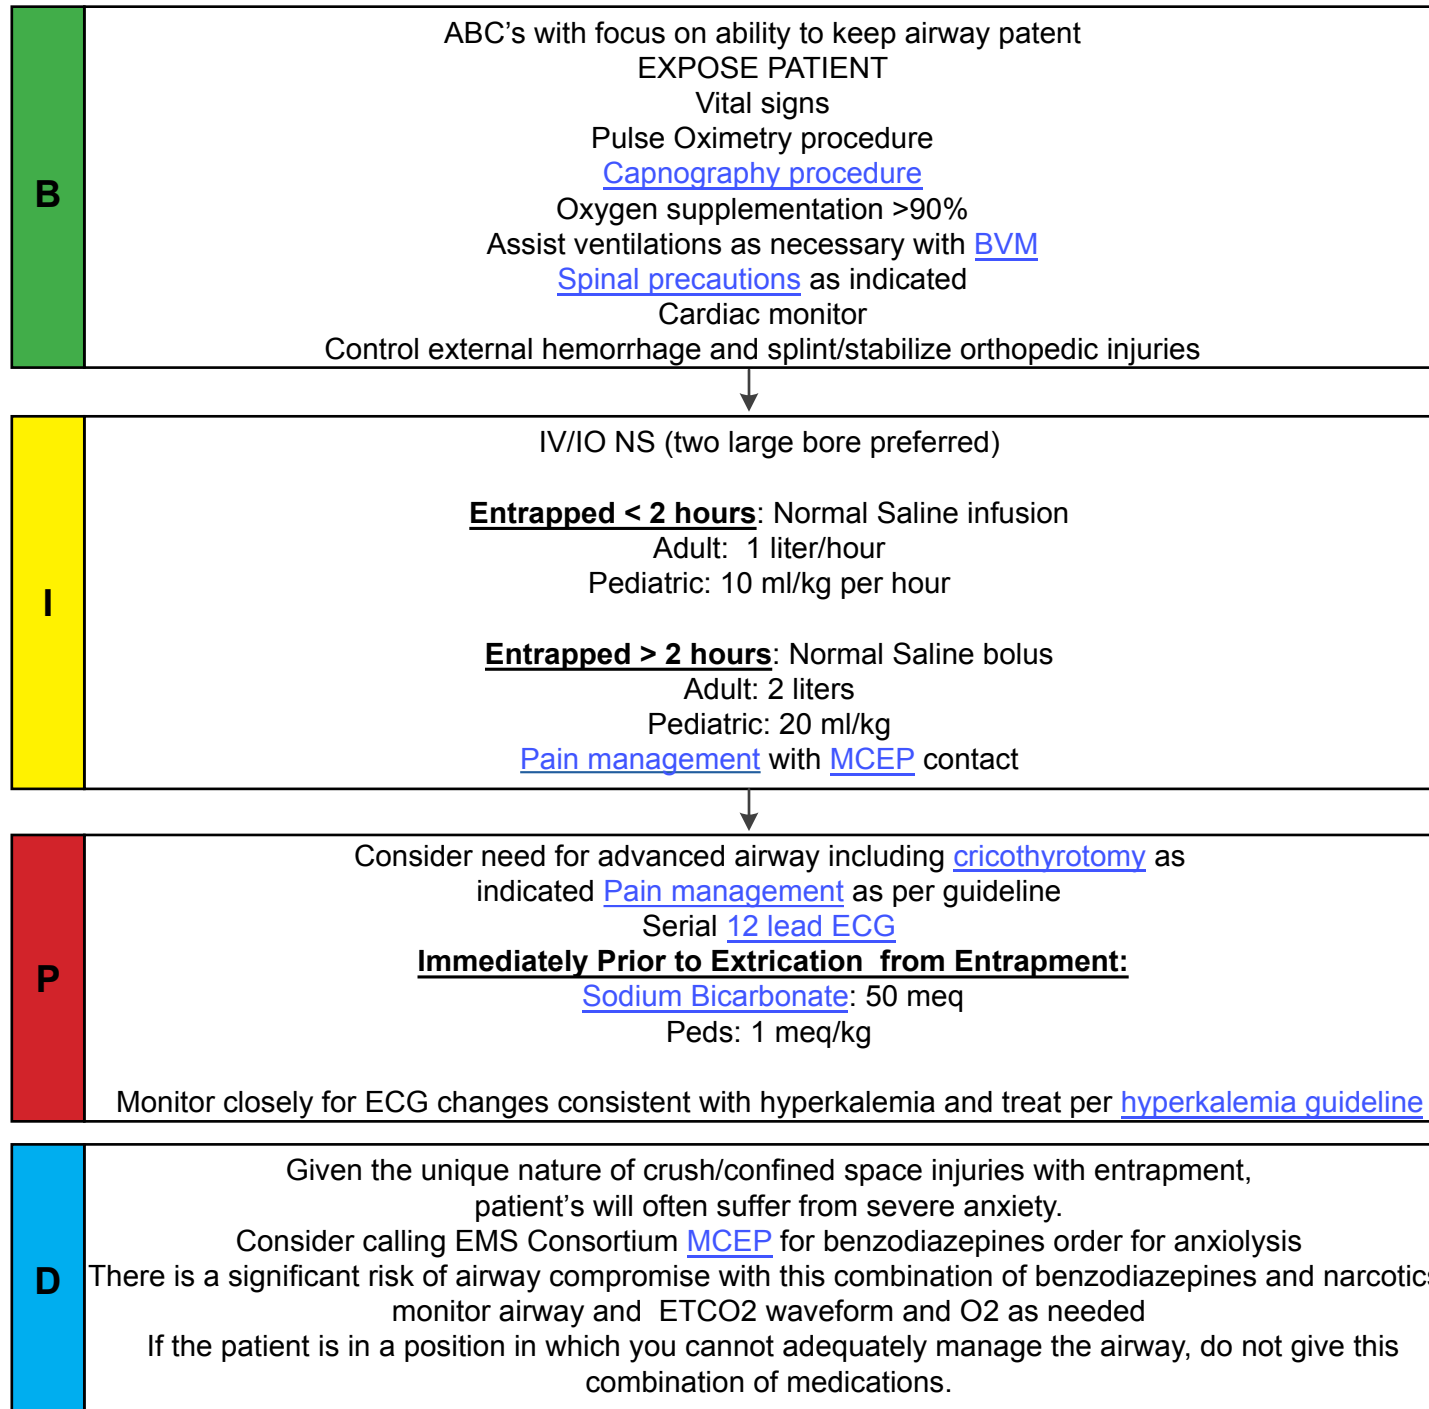 B
ABC’s with focus on ability to keep airway patent
EXPOSE PATIENT
Vital signs
Pulse Oximetry procedure
Capnography procedure
Oxygen supplementation >90%
Assist ventilations as necessary with BVM
Spinal precautions as indicated
Cardiac monitor
Control external hemorrhage and splint/stabilize orthopedic injuries
I
IV/IO NS (two large bore preferred)
Entrapped < 2 hours: Normal Saline infusion
Adult: 1 liter/hour
Pediatric: 10 ml/kg per hour
Entrapped > 2 hours: Normal Saline bolus
Adult: 2 liters
Pediatric: 20 ml/kg
Pain management with MCEP contact
P
Consider need for advanced airway including cricothyrotomy as
indicated Pain management as per guideline
Serial 12 lead ECG
Immediately Prior to Extrication from Entrapment:
Sodium Bicarbonate: 50 meq
Peds: 1 meq/kg
Monitor closely for ECG changes consistent with hyperkalemia and treat per hyperkalemia guideline
D
Given the unique nature of crush/confined space injuries with entrapment,
patient’s will often suffer from severe anxiety.
Consider calling EMS Consortium MCEP for benzodiazepines order for anxiolysis
There is a significant risk of airway compromise with this combination of benzodiazepines and narcotics
monitor airway and ETCO2 waveform and O2 as needed
If the patient is in a position in which you cannot adequately manage the airway, do not give this
combination of medications.